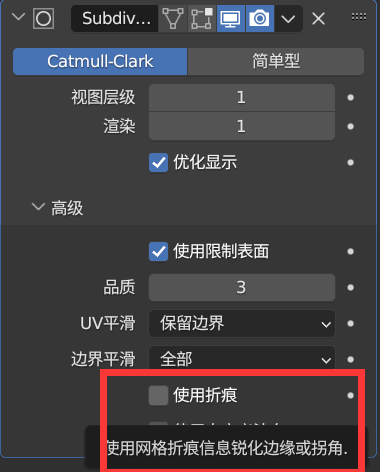 Subdiv...
Catmull-Clark 简单型
视图层级 1
渲染 1
优化显示
高级
使用限制表面
品质 3
UV平滑 保留边界
边界平滑 全部
使用折痕
使用网格折痕信息锐化边缘或拐角.